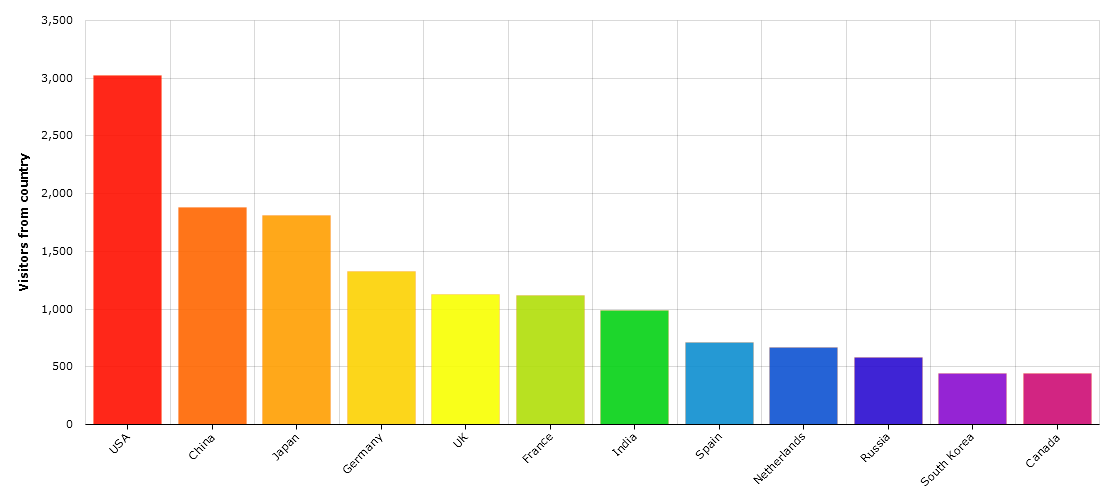 3,500
3,000
2,500
2,000
1,500
1,000
500
0
Visitors from country
USA
China
Japan
Germany
UK
France
India
Spain
Netherlands
Russia
South Korea
Canada